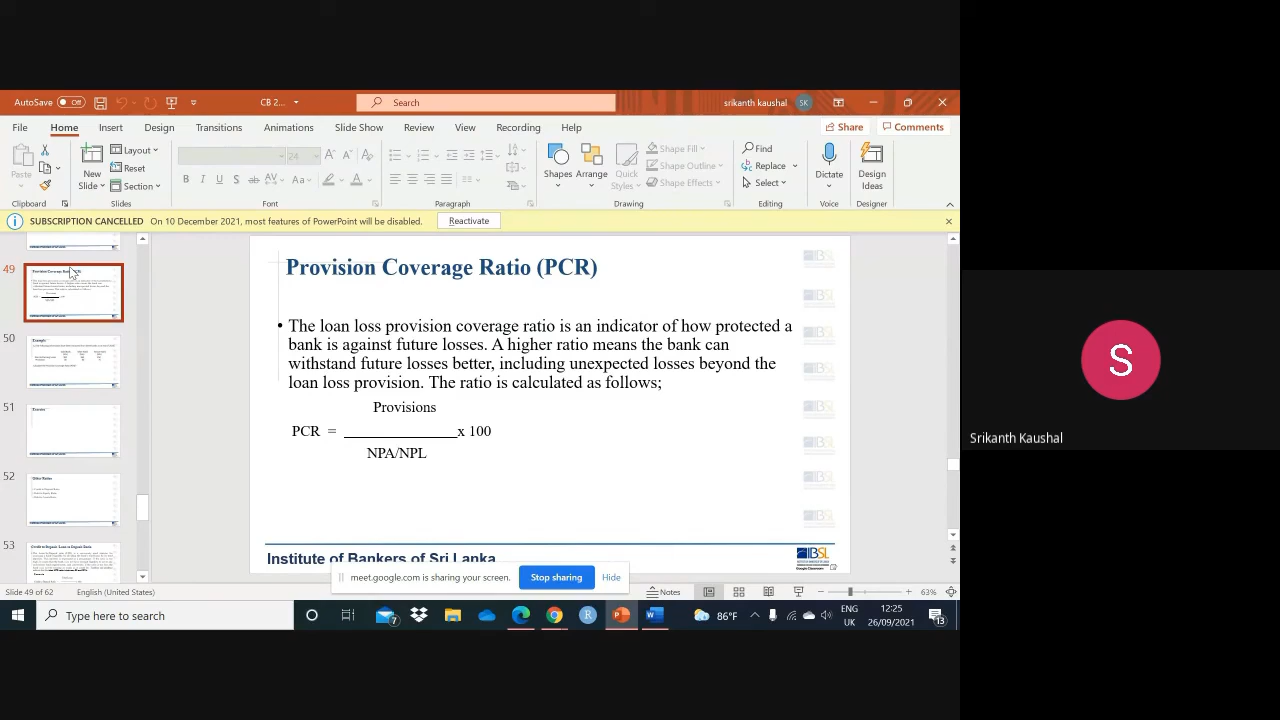 AutoSave Off CB 2... Search srikanth kaushal SK
File Home Insert Design Transitions Animations Slide Show Review View Recording Help Share Comments
Paste New Slide Layout Reset Section 24 Shapes Arrange Quick Styles Shape Fill Shape Outline Shape Effects Find Replace Select Dictate Design Ideas
Clipboard Slides Font Paragraph Drawing Editing Voice Designer
SUBSCRIPTION CANCELLED On 10 December 2021, most features of PowerPoint will be disabled. Reactivate
49
50
Example
51
Exercise
52
Other Ratios
53
Provision Coverage Ratio (PCR)
• The loan loss provision coverage ratio is an indicator of how protected a
bank is against future losses. A higher ratio means the bank can
withstand future losses better, including unexpected losses beyond the
loan loss provision. The ratio is calculated as follows;
Provisions
PCR = x 100
NPA/NPL
Institute of Bankers of Sri
IBSL
meet.google.com is sharing your Stop sharing Hide
Slide 49 of 62 English (United States) Notes 63%
Type here to search 7 86°F ENG UK 12:25 26/09/2021 13
S
Srikanth Kaushal